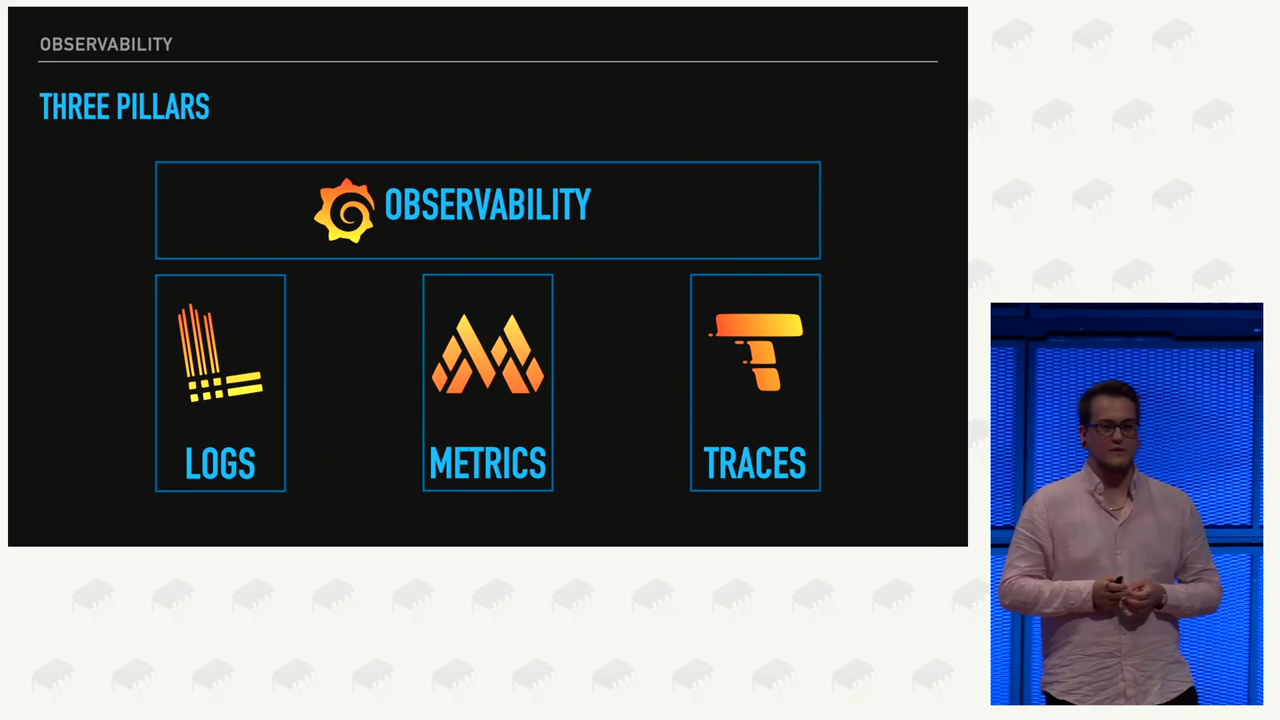 OBSERVABILITY
THREE PILLARS
OBSERVABILITY
LOGS
METRICS
TRACES